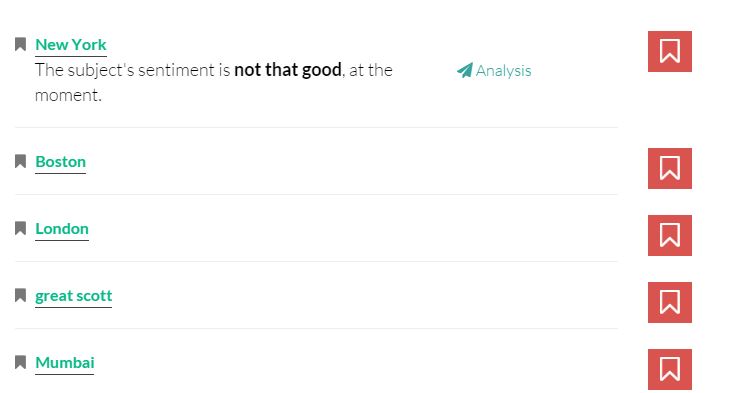 New York
The subject's sentiment is not that good, at the
Analysis
moment.
Boston
London
great scott
Mumbai